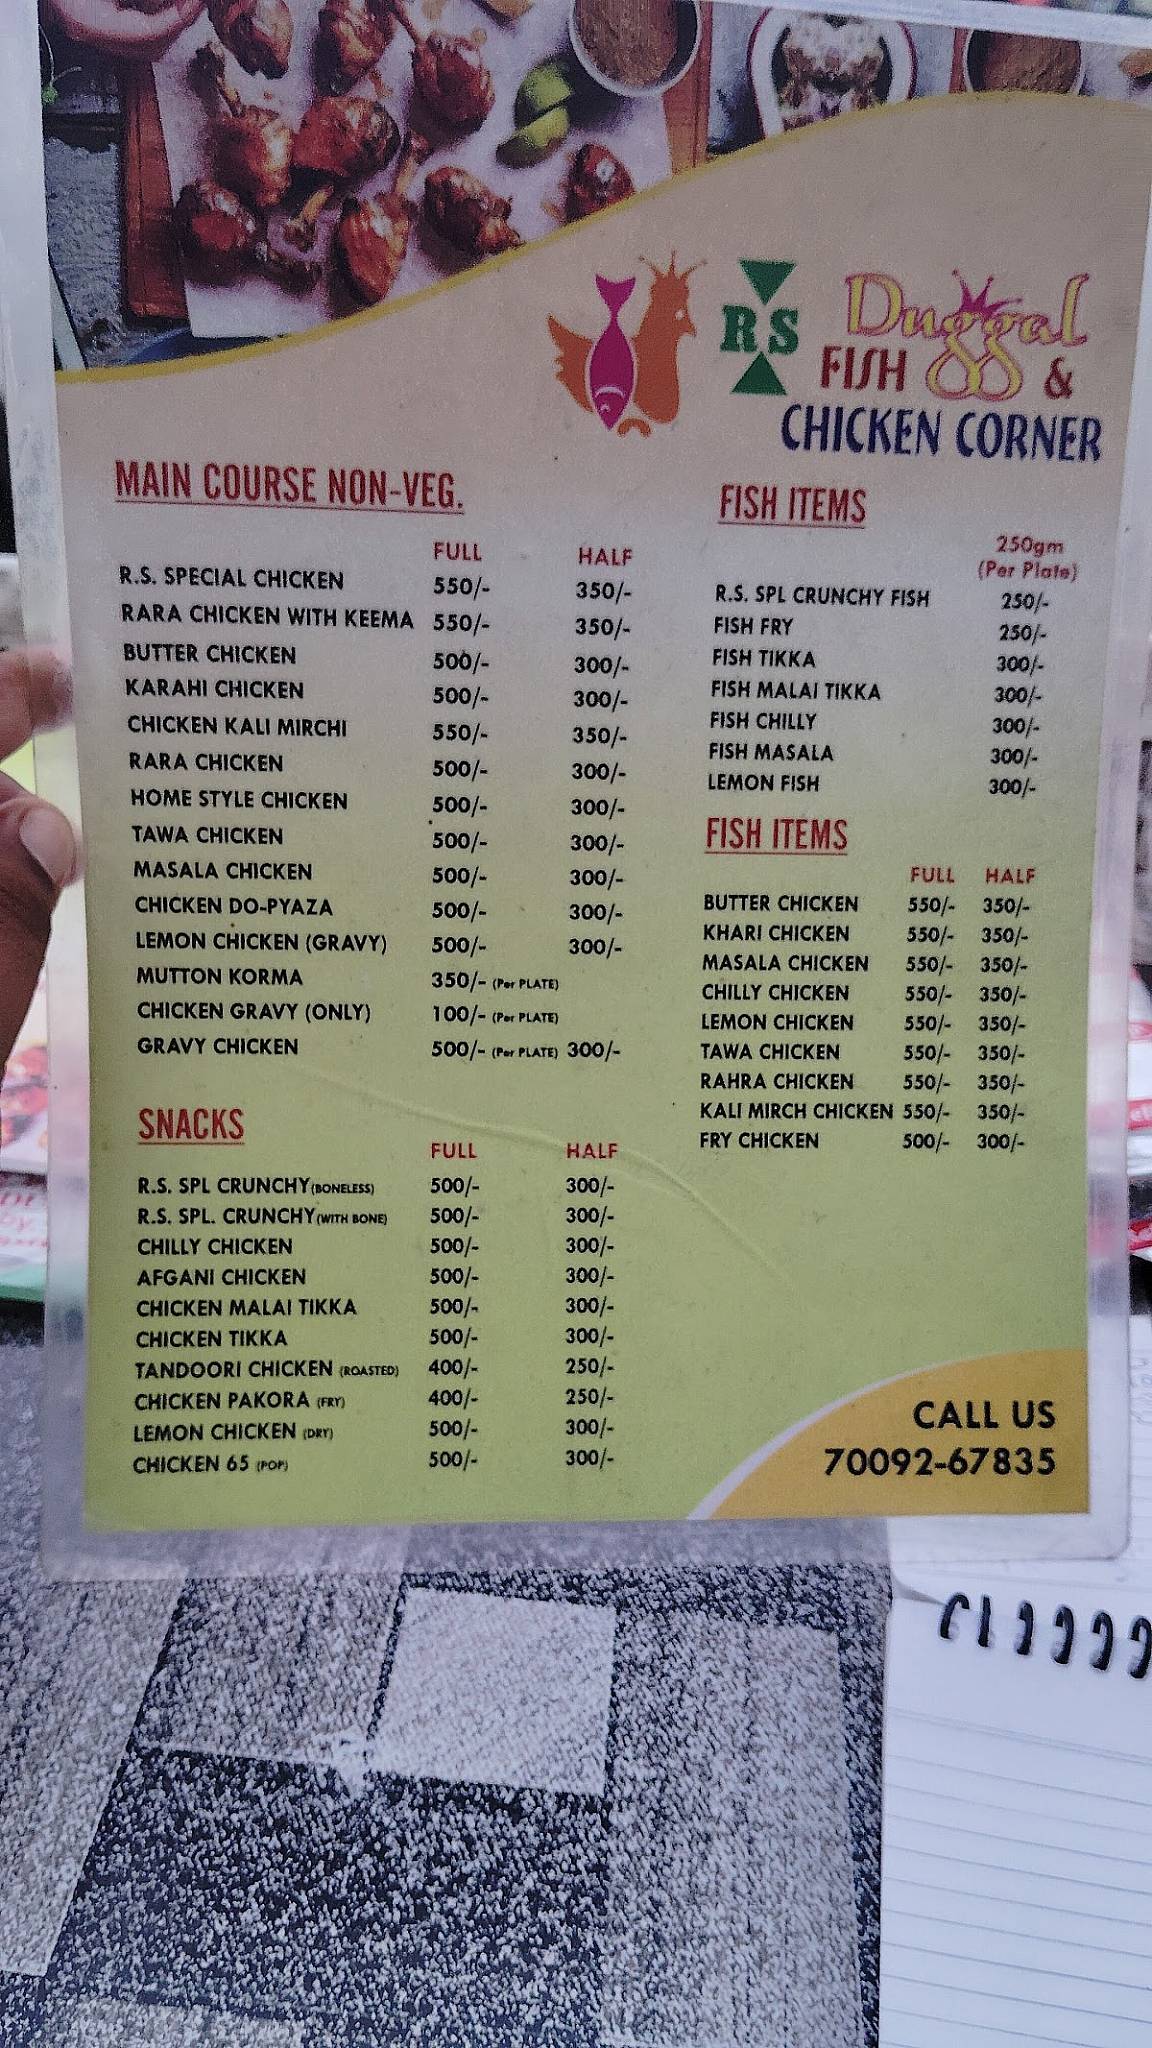 RS Duggal
FISH &
CHICKEN CORNER
MAIN COURSE NON-VEG.
FULL HALF
R.S. SPECIAL CHICKEN 550/- 350/-
RARA CHICKEN WITH KEEMA 550/- 350/-
BUTTER CHICKEN 500/- 300/-
KARAHI CHICKEN 500/- 300/-
CHICKEN KALI MIRCHI 550/- 350/-
RARA CHICKEN 500/- 300/-
HOME STYLE CHICKEN 500/- 300/-
TAWA CHICKEN 500/- 300/-
MASALA CHICKEN 500/- 300/-
CHICKEN DO-PYAZA 500/- 300/-
LEMON CHICKEN (GRAVY) 500/- 300/-
MUTTON KORMA 350/- (Per PLATE)
CHICKEN GRAVY (ONLY) 100/- (Per PLATE)
GRAVY CHICKEN 500/- (Per PLATE) 300/-
SNACKS
FULL HALF
R.S. SPL CRUNCHY (BONELESS) 500/- 300/-
R.S. SPL. CRUNCHY (WITH BONE) 500/- 300/-
CHILLY CHICKEN 500/- 300/-
AFGANI CHICKEN 500/- 300/-
CHICKEN MALAI TIKKA 500/- 300/-
CHICKEN TIKKA 500/- 300/-
TANDOORI CHICKEN (ROASTED) 400/- 250/-
CHICKEN PAKORA (FRY) 400/- 250/-
LEMON CHICKEN (DRY) 500/- 300/-
CHICKEN 65 (POP) 500/- 300/-
FISH ITEMS
250gm
(Per Plate)
R.S. SPL CRUNCHY FISH 250/-
FISH FRY 250/-
FISH TIKKA 300/-
FISH MALAI TIKKA 300/-
FISH CHILLY 300/-
FISH MASALA 300/-
LEMON FISH 300/-
FISH ITEMS
FULL HALF
BUTTER CHICKEN 550/- 350/-
KHARI CHICKEN 550/- 350/-
MASALA CHICKEN 550/- 350/-
CHILLY CHICKEN 550/- 350/-
LEMON CHICKEN 550/- 350/-
TAWA CHICKEN 550/- 350/-
RAHRA CHICKEN 550/- 350/-
KALI MIRCH CHICKEN 550/- 350/-
FRY CHICKEN 500/- 300/-
CALL US
70092-67835